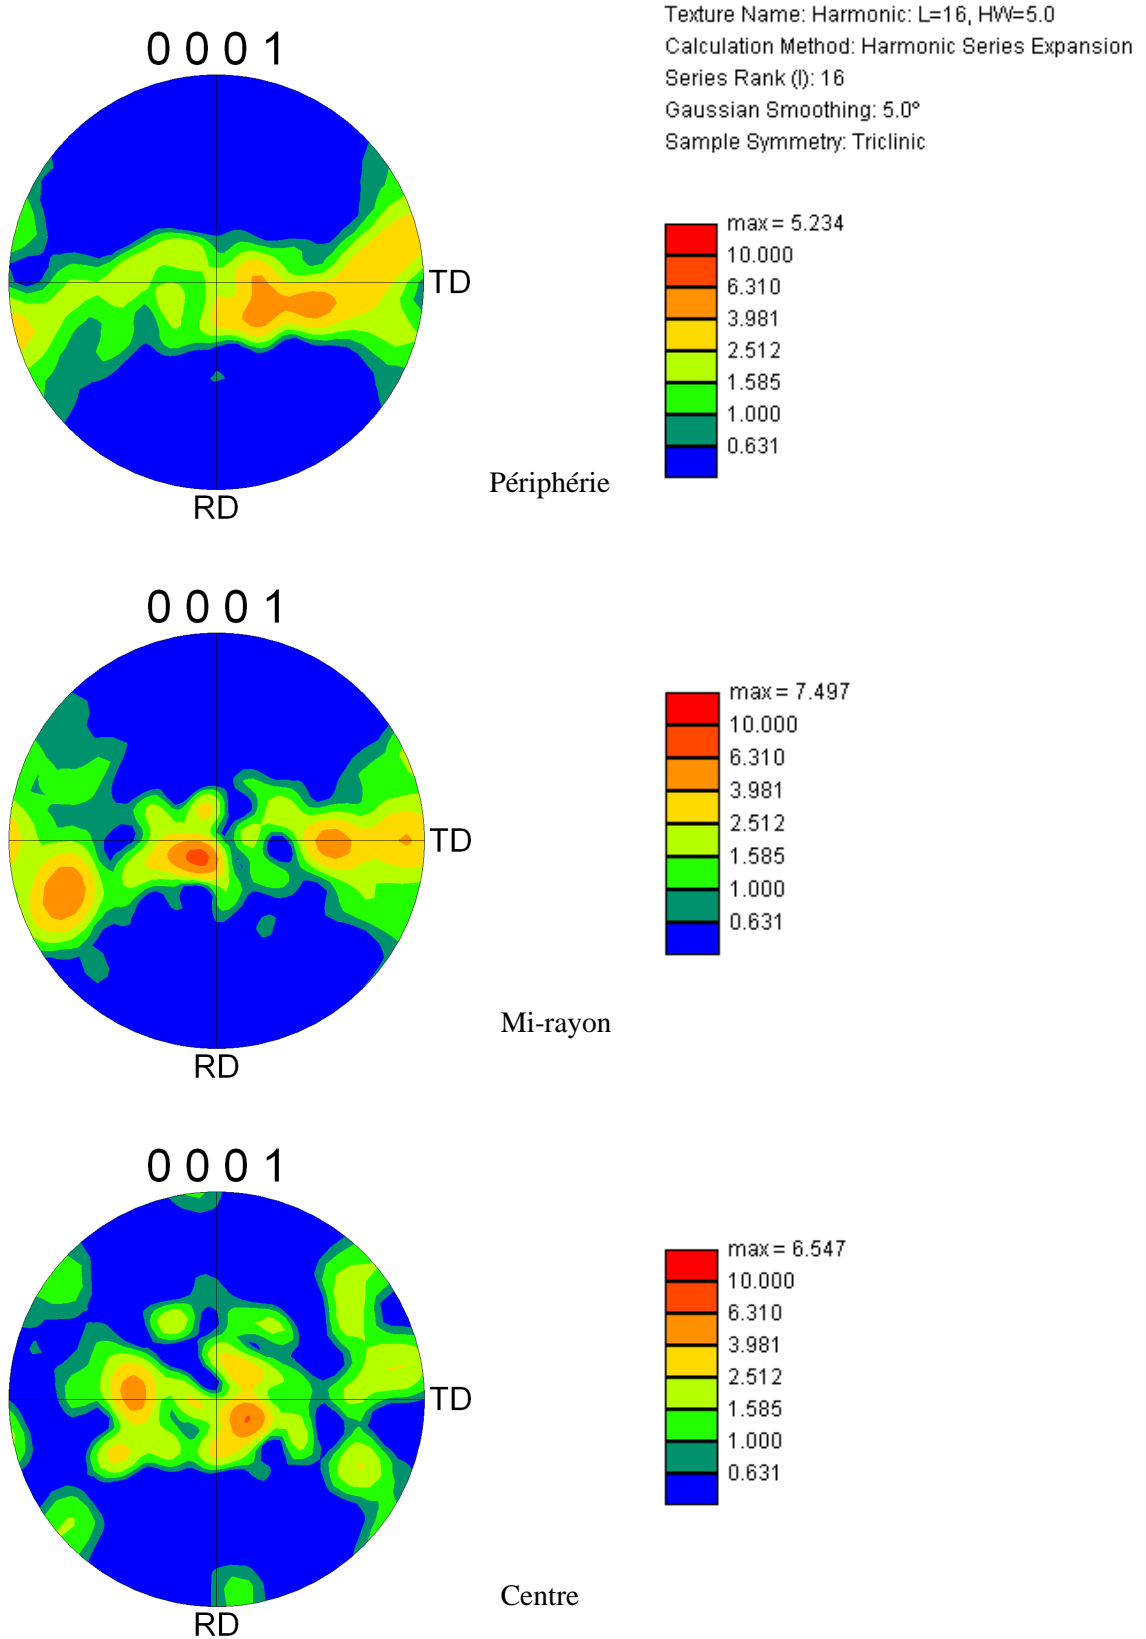 0 0 0 1
TD
RD
Texture Name: Harmonic: L=16, HW=5.0
Calculation Method: Harmonic Series Expansion
Series Rank (l): 16
Gaussian Smoothing: 5.0°
Sample Symmetry: Triclinic
max = 5.234
10.000
6.310
3.981
2.512
1.585
1.000
0.631
Périphérie
0 0 0 1
TD
RD
max = 7.497
10.000
6.310
3.981
2.512
1.585
1.000
0.631
Mi-rayon
0 0 0 1
TD
RD
max = 6.547
10.000
6.310
3.981
2.512
1.585
1.000
0.631
Centre